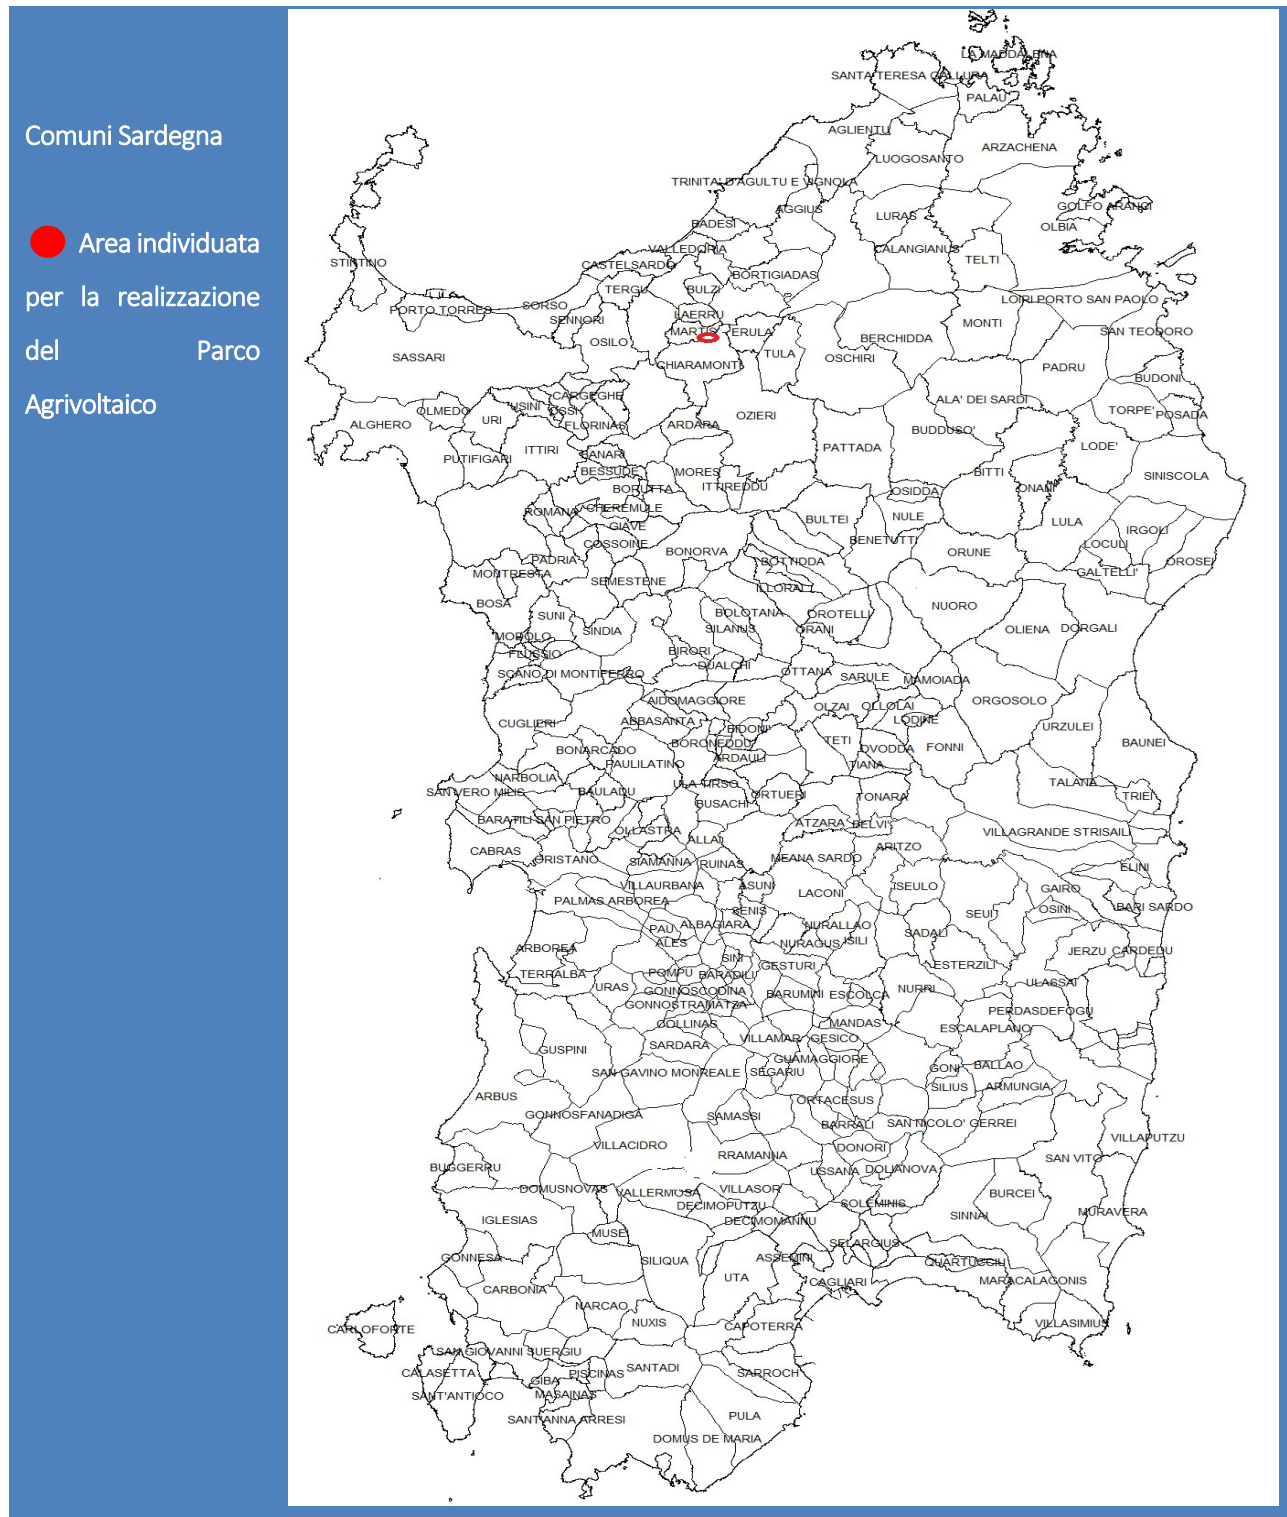 Comuni Sardegna
Area individuata
per la realizzazione
del Parco
Agrivoltaico
LA MADDALENA
SANTA TERESA GALLURA
PALAU
AGLIENTU
ARZACHENA
LUOGOSANTO
TRINITA' D'AGULTU E VIGNOLA
AGGIUS
GOLFO ARANCI
LURAS
BADESI
OLBIA
VALLEDORIA
CALANGIANUS
TELTI
STINTINO
CASTELSARDO
BORTIGIADAS
TERGU
BULZI
LOIRI PORTO SAN PAOLO
PORTO TORRES
SORSO
SENNORI
LAERRU
MONTI
MARTIS
ERULA
SAN TEODORO
OSILO
BERCHIDDA
SASSARI
TULA
OSCHIRI
CHIARAMONTI
PADRU
BUDONI
CARGEGHE
ALA' DEI SARDI
USINI
OSSI
OLMEDO
TORPE'
POSADA
OZIERI
URI
ALGHERO
FLORINAS
ARDARA
BUDDUSO'
ITTIRI
PATTADA
LODE'
PUTIFIGARI
BANARI
BESSUDE
MORES
BITTI
SINISCOLA
ITTIREDDU
BORUTTA
OSIDDA
ONANI'
ROMANA
CHEREMULE
GIAVE
BULTEI
NULE
LULA
IRGOLI
BENETUTTI
COSSOINE
LOCULI
BONORVA
ORUNE
PADRIA
BOTTIDDA
OROSEI
MONTRESTA
GALTELLI'
SEMESTENE
ILLORAI
BOSA
NUORO
SUNI
BOLOTANA
OROTELLI
SINDIA
SILANUS
ORANI
OLIENA
DORGALI
MODOLO
FLUSSIO
BIRORI
DUALCHI
SCANO DI MONTIFERRO
OTTANA
SARULE
MAMOIADA
AIDOMAGGIORE
ORGOSOLO
OLZAI
OLLOLAI
CUGLIERI
ABBASANTA
BIDONI'
LODINE
URZULEI
BORONEDDU
TETI
OVODDA
FONNI
BAUNEI
BONARCADO
ARDAULI
PAULILATINO
TIANA
NARBOLIA
ULA TIRSO
TALANA
SAN VERO MILIS
BAULADU
ORTUERI
TONARA
TRIEI
BUSACHI
BARATILI SAN PIETRO
ATZARA
BELVI'
OLLASTRA
VILLAGRANDE STRISAILI
ALLAI
CABRAS
ARITZO
ORISTANO
SIAMANNA
RUINAS
MEANA SARDO
ELINI
VILLAURBANA
ASUNI
LACONI
SEULO
GAIRO
PALMAS ARBOREA
SENIS
SEUI
OSINI
BARI SARDO
PAU
ALBAGIARA
NURALLAO
SADALI
ALES
NURAGUS
ISILI
ARBOREA
JERZU
CARDEDU
SINI
GESTURI
ESTERZILI
TERRALBA
POMPU
BARADILI
URAS
GONNOSCODINA
BARUMINI
ESCOLCA
NURRI
ULASSAI
GONNOSTRAMATZA
PERDASDEFOGU
COLLINAS
MANDAS
ESCALAPLANO
VILLAMAR
GESICO
SARDARA
GUSPINI
GUAMAGGIORE
GONI
BALLAO
SAN GAVINO MONREALE
SEGARIU
SILIUS
ARMUNGIA
ARBUS
ORTACESUS
GONNOSFANADIGA
SAMASSI
BARRALI
SAN NICOLO' GERREI
VILLAPUTZU
VILLACIDRO
DONORI
RRAMANNA
SAN VITO
BUGGERRU
USSANA
DOLIANOVA
DOMUSNOVAS
VALLERMOSA
VILLASOR
BURCEI
DECIMOPUTZU
SOLEMINIS
MURAVERA
IGLESIAS
DECIMOMANNU
SINNAI
MUSEI
SELARGIUS
GONNESA
SILIQUA
ASSEMINI
QUARTUCCIU
UTA
CAGLIARI
MARACALAGONIS
CARBONIA
NARCAO
CARLOFORTE
NUXIS
CAPOTERRA
VILLASIMIUS
SAN GIOVANNI SUERGIU
CALASETTA
SANTADI
PISCINAS
SARROCH
GIBA
SANT'ANTIOCO
MASAINAS
SANT'ANNA ARRESI
PULA
DOMUS DE MARIA